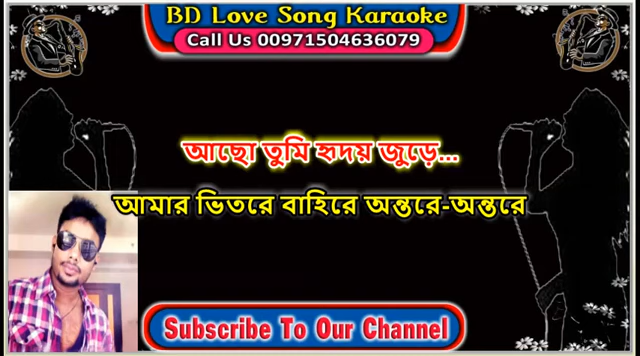 BD Love Song Karaoke
Call Us 00971504636079
আছো তুমি হৃদয় জুড়ে...
আমার ভিতরে বাহিরে অন্তরে-অন্তরে
Subscribe To Our Channel